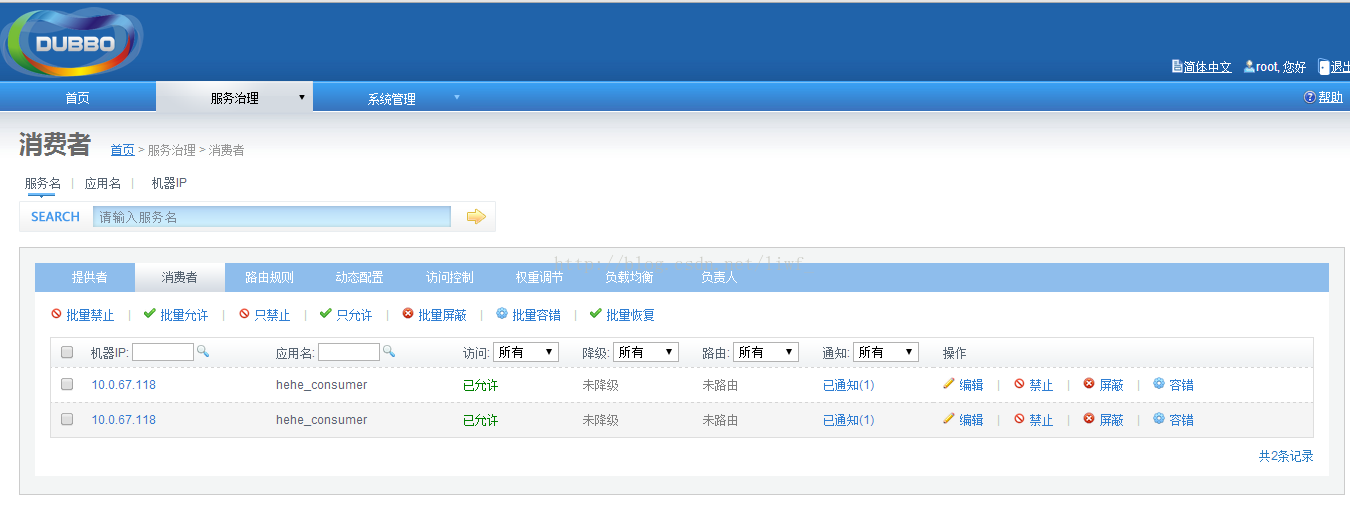 DUBBO
简体中文 root, 您好 退出
首页 服务治理 系统管理 帮助
消费者 首页 > 服务治理 > 消费者
服务名 | 应用名 | 机器IP
SEARCH 请输入服务名
http://blog.csdn.net/liwf
提供者 消费者 路由规则 动态配置 访问控制 权重调节 负载均衡 负责人
批量禁止 | 批量允许 | 只禁止 | 只允许 | 批量屏蔽 | 批量容错 | 批量恢复
机器IP: 应用名: 访问: 所有 降级: 所有 路由: 所有 通知: 所有 操作
10.0.67.118 hehe_consumer 已允许 未降级 未路由 已通知(1) 编辑 | 禁止 | 屏蔽 | 容错
10.0.67.118 hehe_consumer 已允许 未降级 未路由 已通知(1) 编辑 | 禁止 | 屏蔽 | 容错
共2条记录